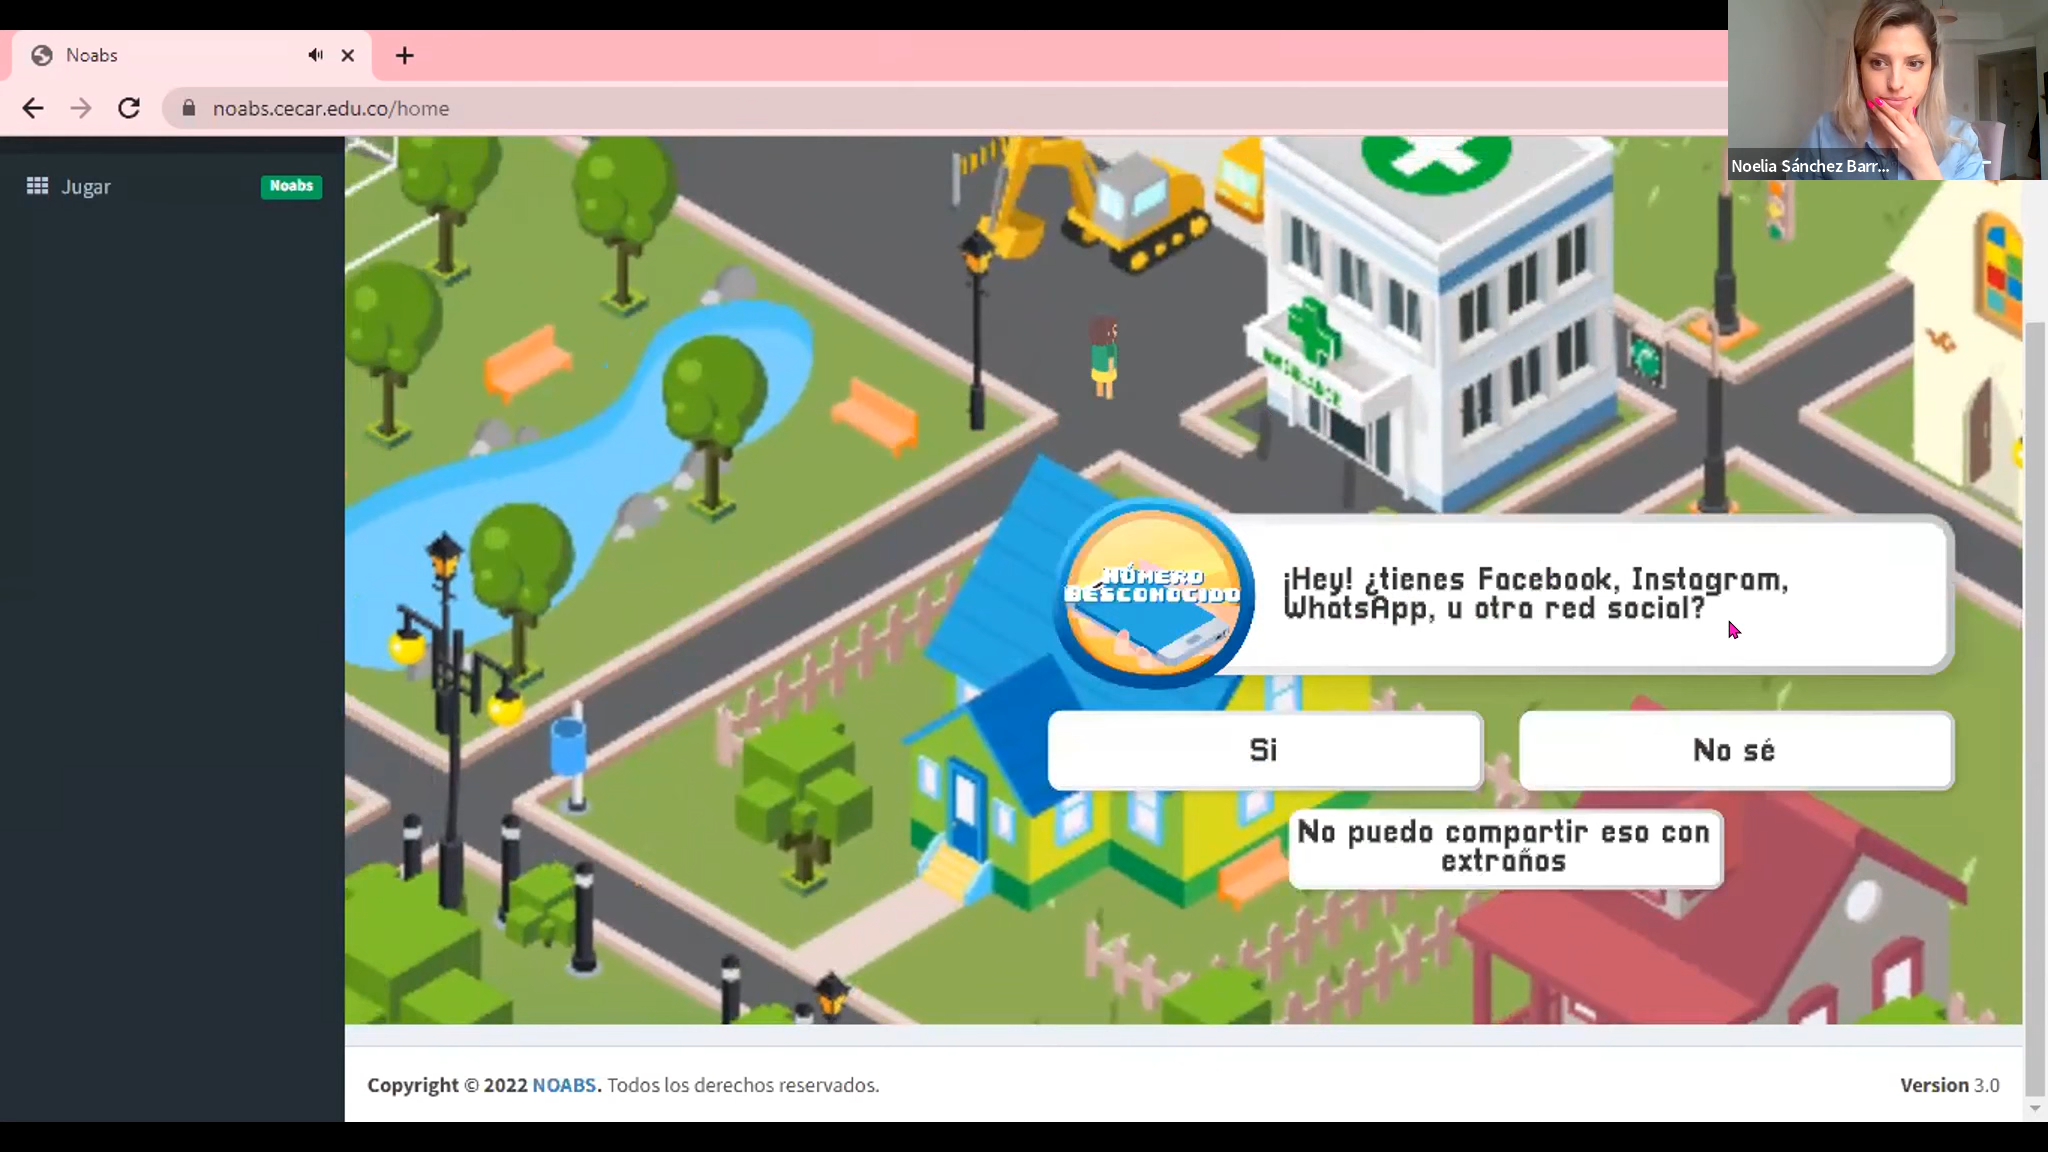 Noabs
noabs.cecar.edu.co/home
Noelia Sánchez Barr...
Jugar
Noabs
NÚMERO
DESCONOCIDO
¡Hey! ¿tienes Facebook, Instagram,
WhatsApp, u otra red social?
Si
No sé
No puedo compartir eso con
extraños
Copyright © 2022 NOABS. Todos los derechos reservados.
Version 3.0